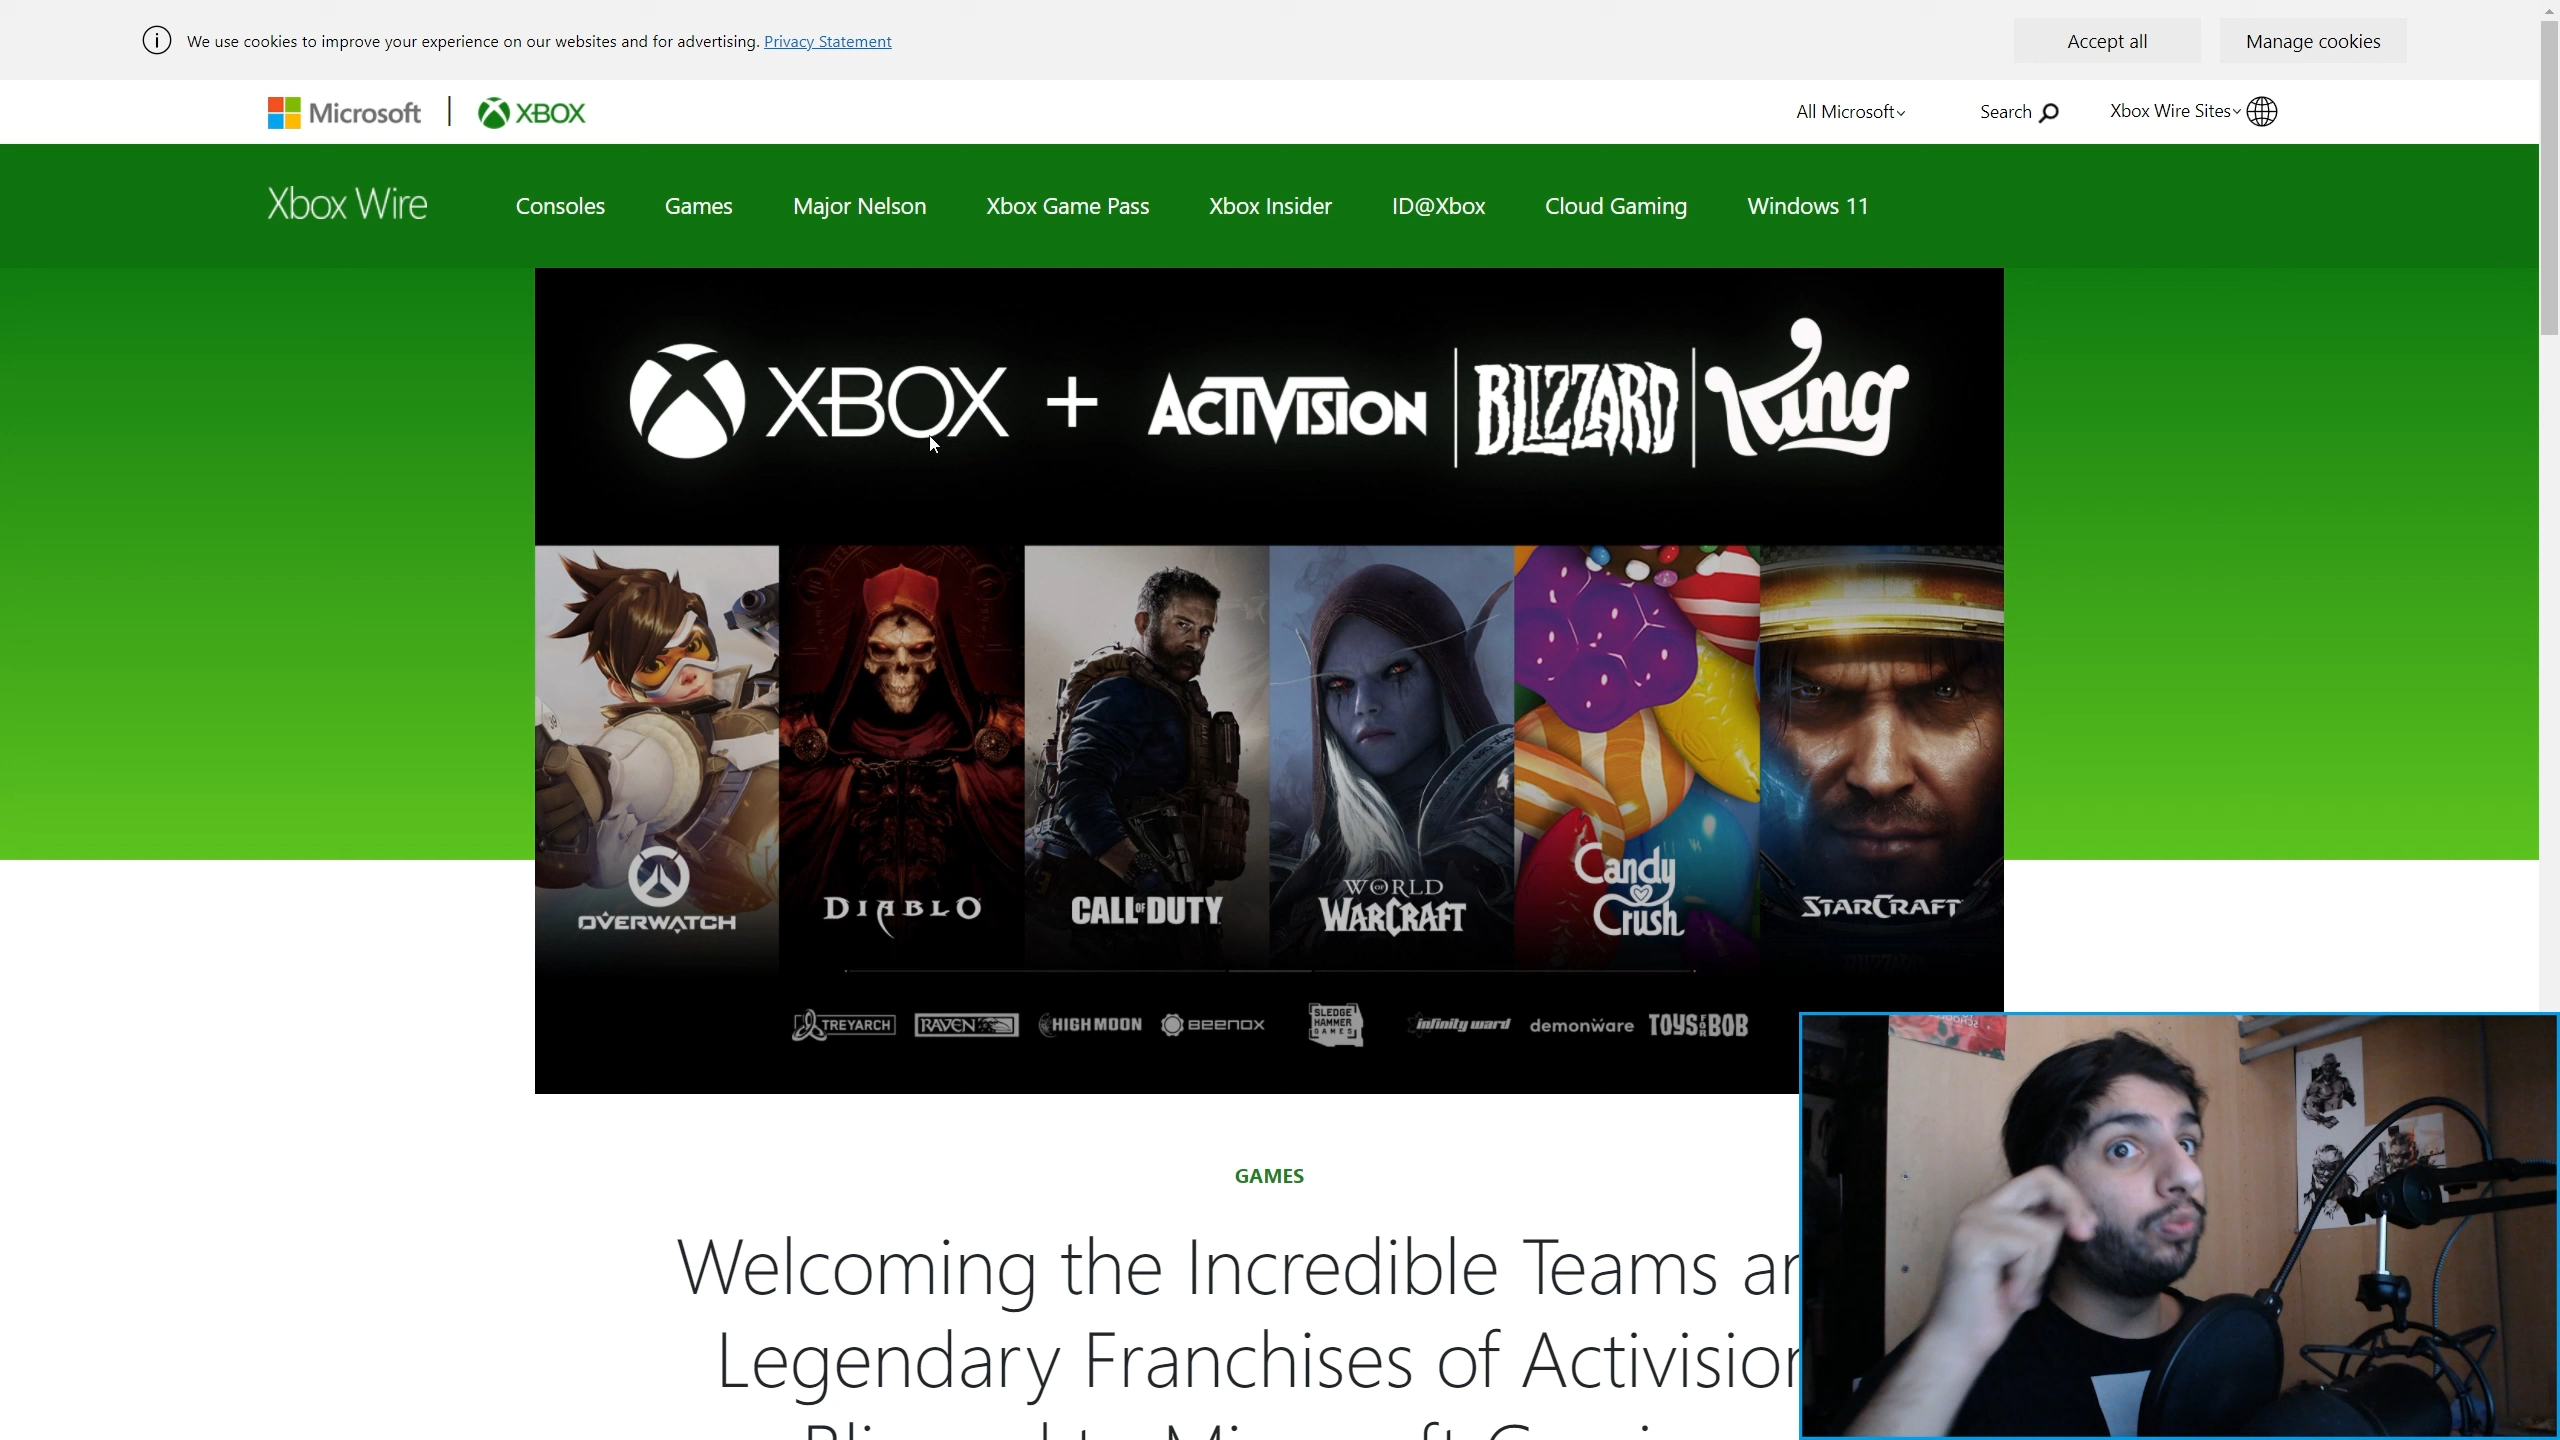 We use cookies to improve your experience on our websites and for advertising. Privacy Statement
Accept all
Manage cookies
Microsoft
XBOX
All Microsoft
Search
Xbox Wire Sites
Xbox Wire
Consoles
Games
Major Nelson
Xbox Game Pass
Xbox Insider
ID@Xbox
Cloud Gaming
Windows 11
XBOX + ACTIVISION | BLIZZARD | King
OVERWATCH
DIABLO
CALL OF DUTY
WORLD OF WARCRAFT
Candy Crush
STARCRAFT
TREYARCH
RAVEN
HIGH MOON
BEENOX
SLEDGE HAMMER GAMES
infinity ward
demonware
TOYS FOR BOB
GAMES
Welcoming the Incredible Teams
Legendary Franchises of Activision